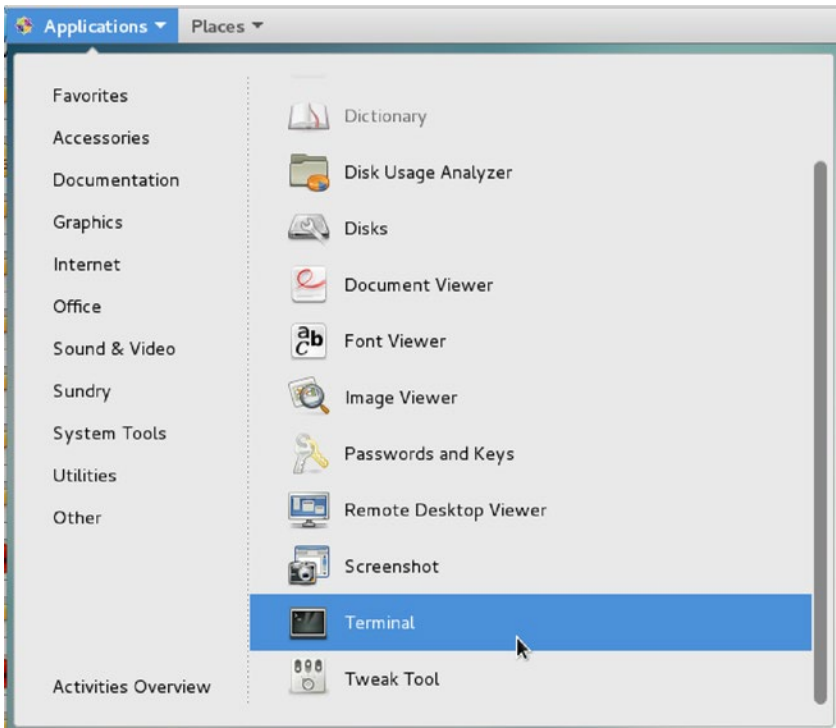 Applications Places
Favorites
Accessories
Documentation
Graphics
Internet
Office
Sound & Video
Sundry
System Tools
Utilities
Other
Activities Overview
Dictionary
Disk Usage Analyzer
Disks
Document Viewer
Font Viewer
Image Viewer
Passwords and Keys
Remote Desktop Viewer
Screenshot
Terminal
Tweak Tool